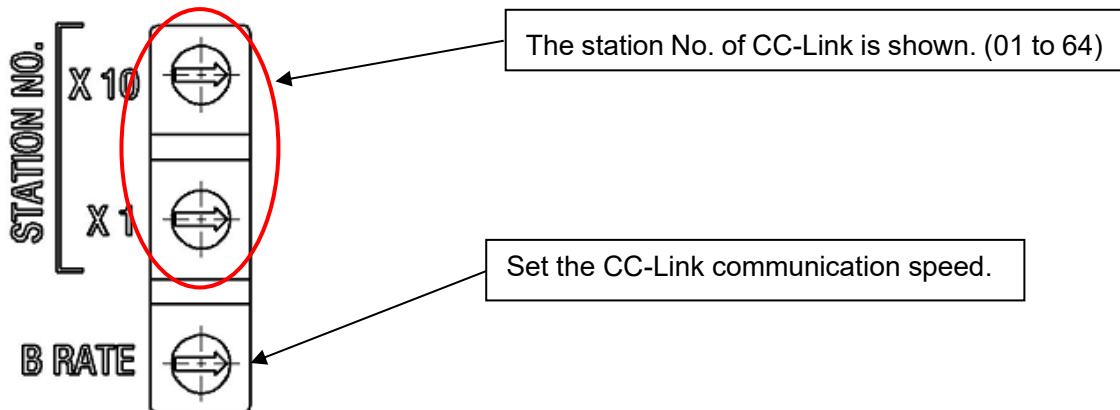 The station No. of CC-Link is shown. (01 to 64)
STATION NO.
X 10
X 1
Set the CC-Link communication speed.
B RATE